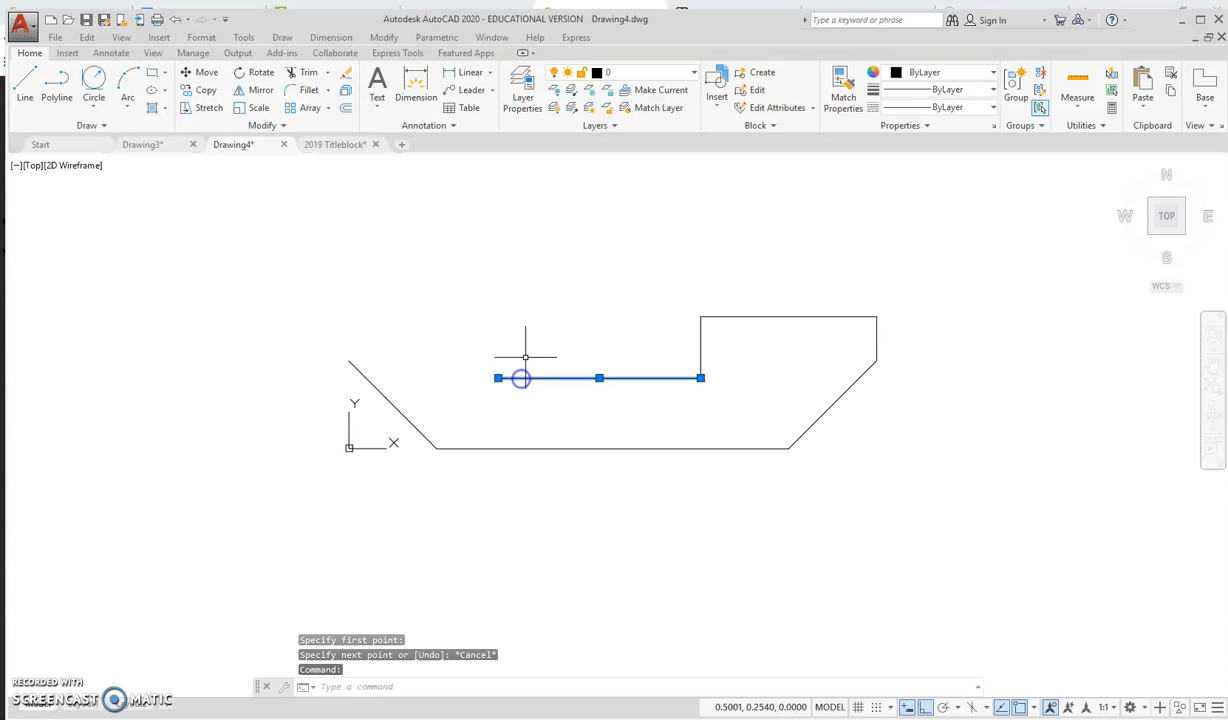 Autodesk AutoCAD 2020 - EDUCATIONAL VERSION Drawing4.dwg
Type a keyword or phrase
Sign In
File Edit View Insert Format Tools Draw Dimension Modify Parametric Window Help Express
Home Insert Annotate View Manage Output Add-ins Collaborate Express Tools Featured Apps
Line Polyline Circle Arc
Move Rotate Trim
Copy Mirror Fillet
Stretch Scale Array
Text Dimension
Linear
Leader
Table
Layer
Properties
0
Make Current
Match Layer
Insert
Create
Edit
Edit Attributes
Match
Properties
ByLayer
ByLayer
ByLayer
Group
Measure
Paste
Base
Draw Modify Annotation Layers Block Properties Groups Utilities Clipboard View
Start Drawing3* Drawing4* 2019 Titleblock*
[−][Top][2D Wireframe]
N
W TOP E
S
WCS
Y
X
Specify first point:
Specify next point or [Undo]: *Cancel*
Command:
Type a command
RECORDED WITH
SCREENCAST MATIC
0.5001, 0.2540, 0.0000 MODEL
1:1